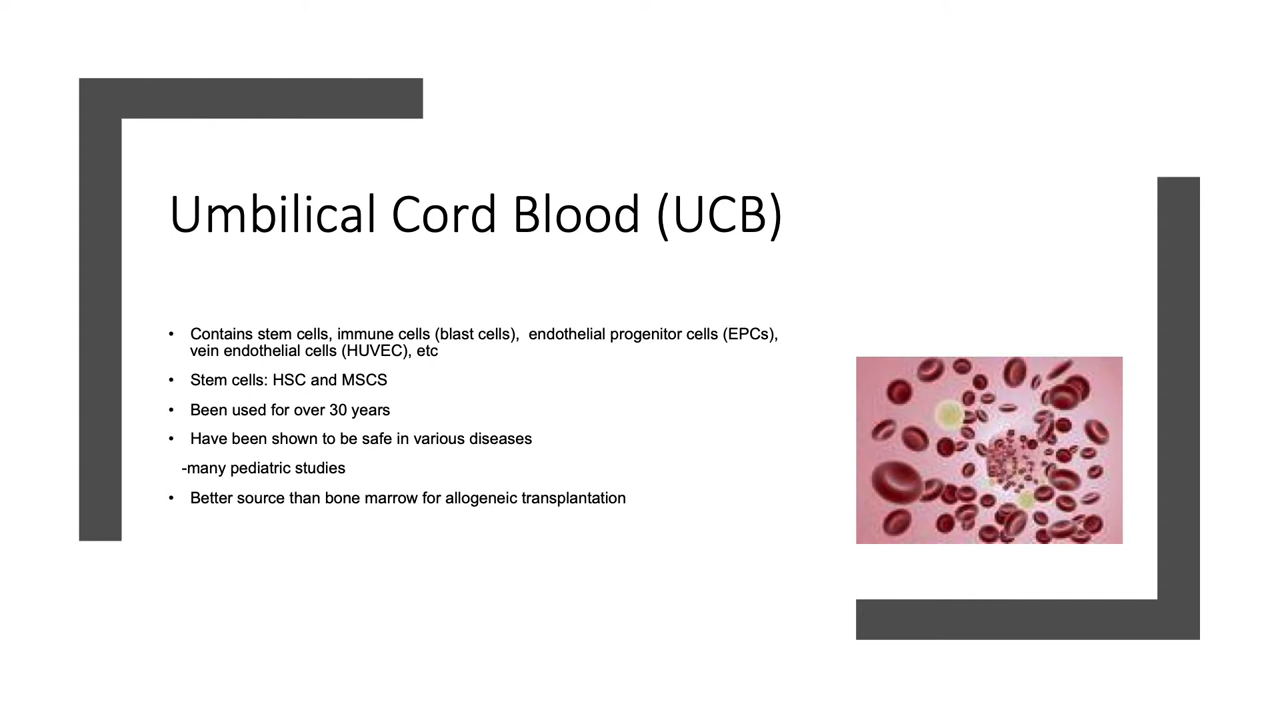 Umbilical Cord Blood (UCB)
• Contains stem cells, immune cells (blast cells),  endothelial progenitor cells (EPCs),
vein endothelial cells (HUVEC), etc
• Stem cells: HSC and MSCS
• Been used for over 30 years
• Have been shown to be safe in various diseases
-many pediatric studies
• Better source than bone marrow for allogeneic transplantation